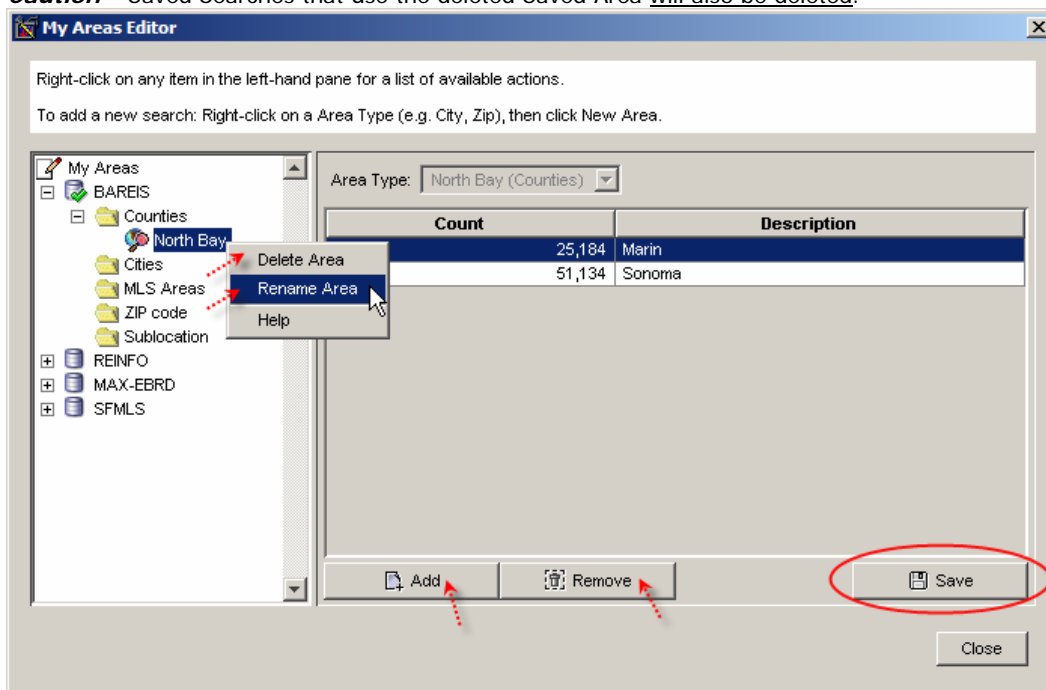 Caution - Saved Searches that use the deleted Saved Area will also be deleted.
My Areas Editor
Right-click on any item in the left-hand pane for a list of available actions.
To add a new search: Right-click on a Area Type (e.g. City, Zip), then click New Area.
My Areas
BAREIS
Counties
North Bay
Cities
MLS Areas
ZIP code
Sublocation
REINFO
MAX-EBRD
SFMLS
Delete Area
Rename Area
Help
Area Type: North Bay (Counties)
Count Description
25,184 Marin
51,134 Sonoma
Add Remove Save
Close